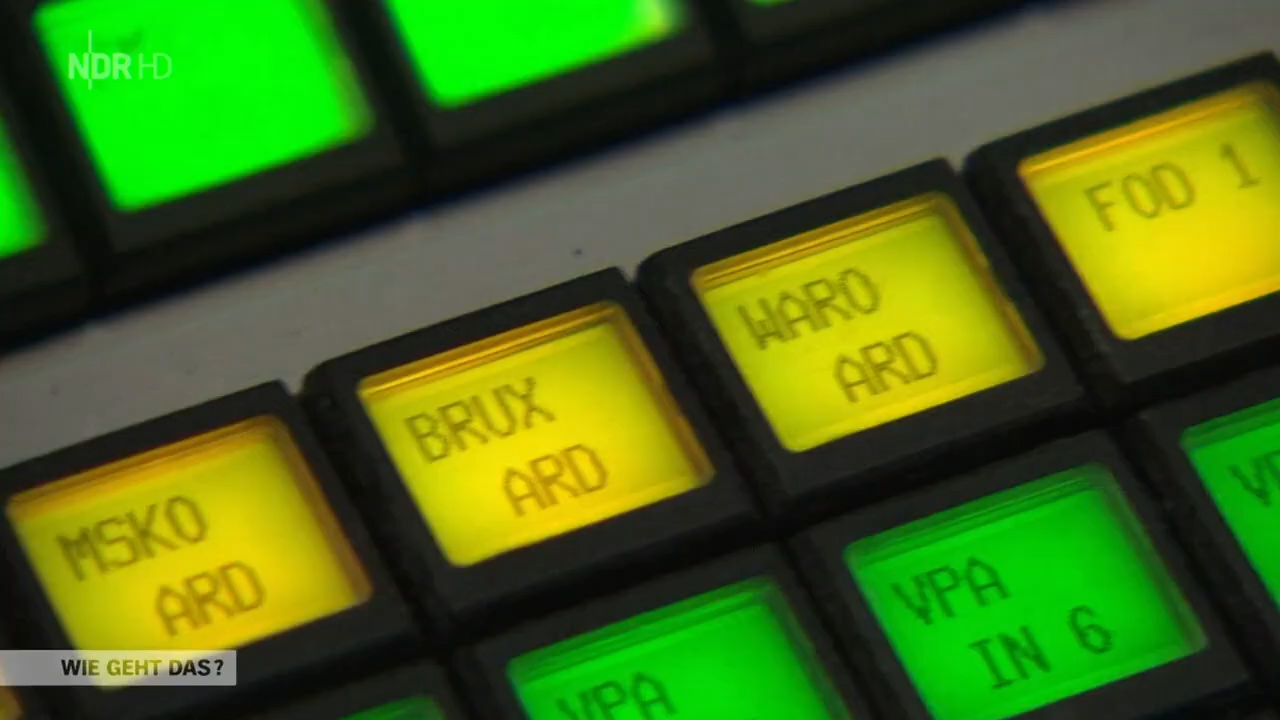 NDR HD
FOD 1
WARO
ARD
BRUX
ARD
MSKO
ARD
VPA
IN 6
VPA
WIE GEHT DAS?